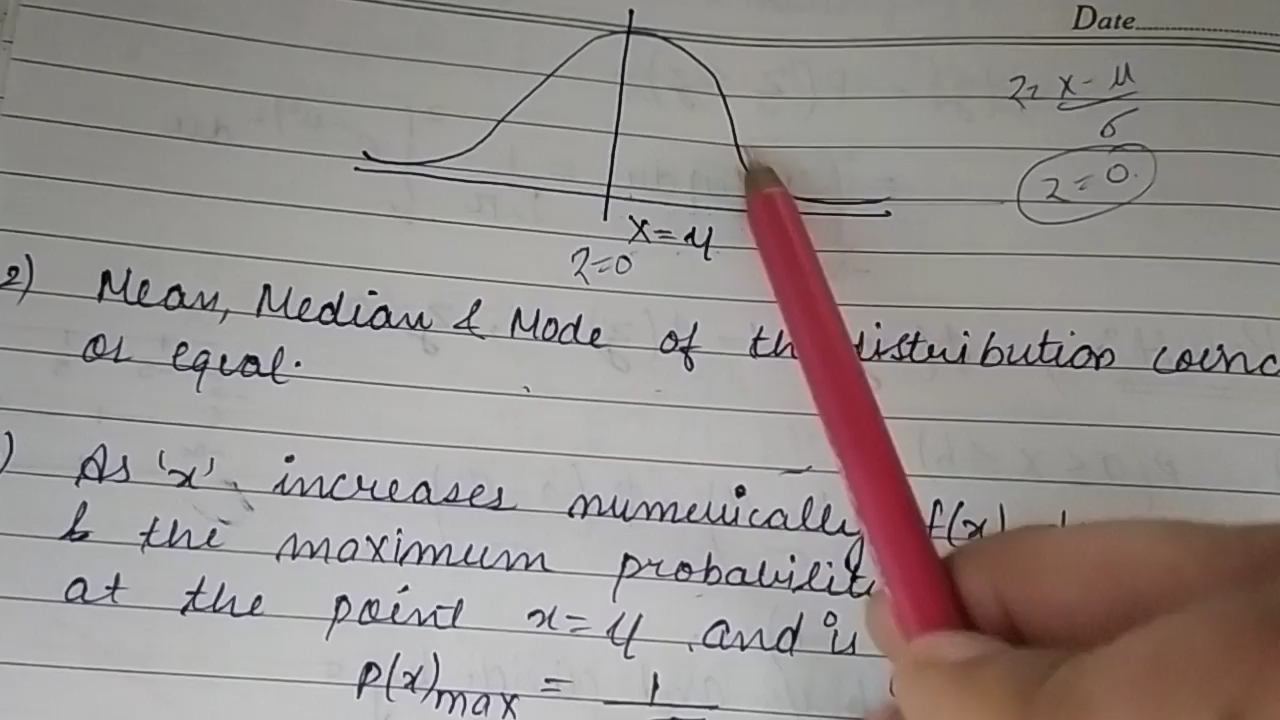 Date
z = x - μ
σ
z = 0.
x = μ
z = 0
2) Mean, Median & Mode of distribution
or equal.
) As 'x' increases numerically f(x)
& the maximum
at the point x = μ and is
P(x)max = 1